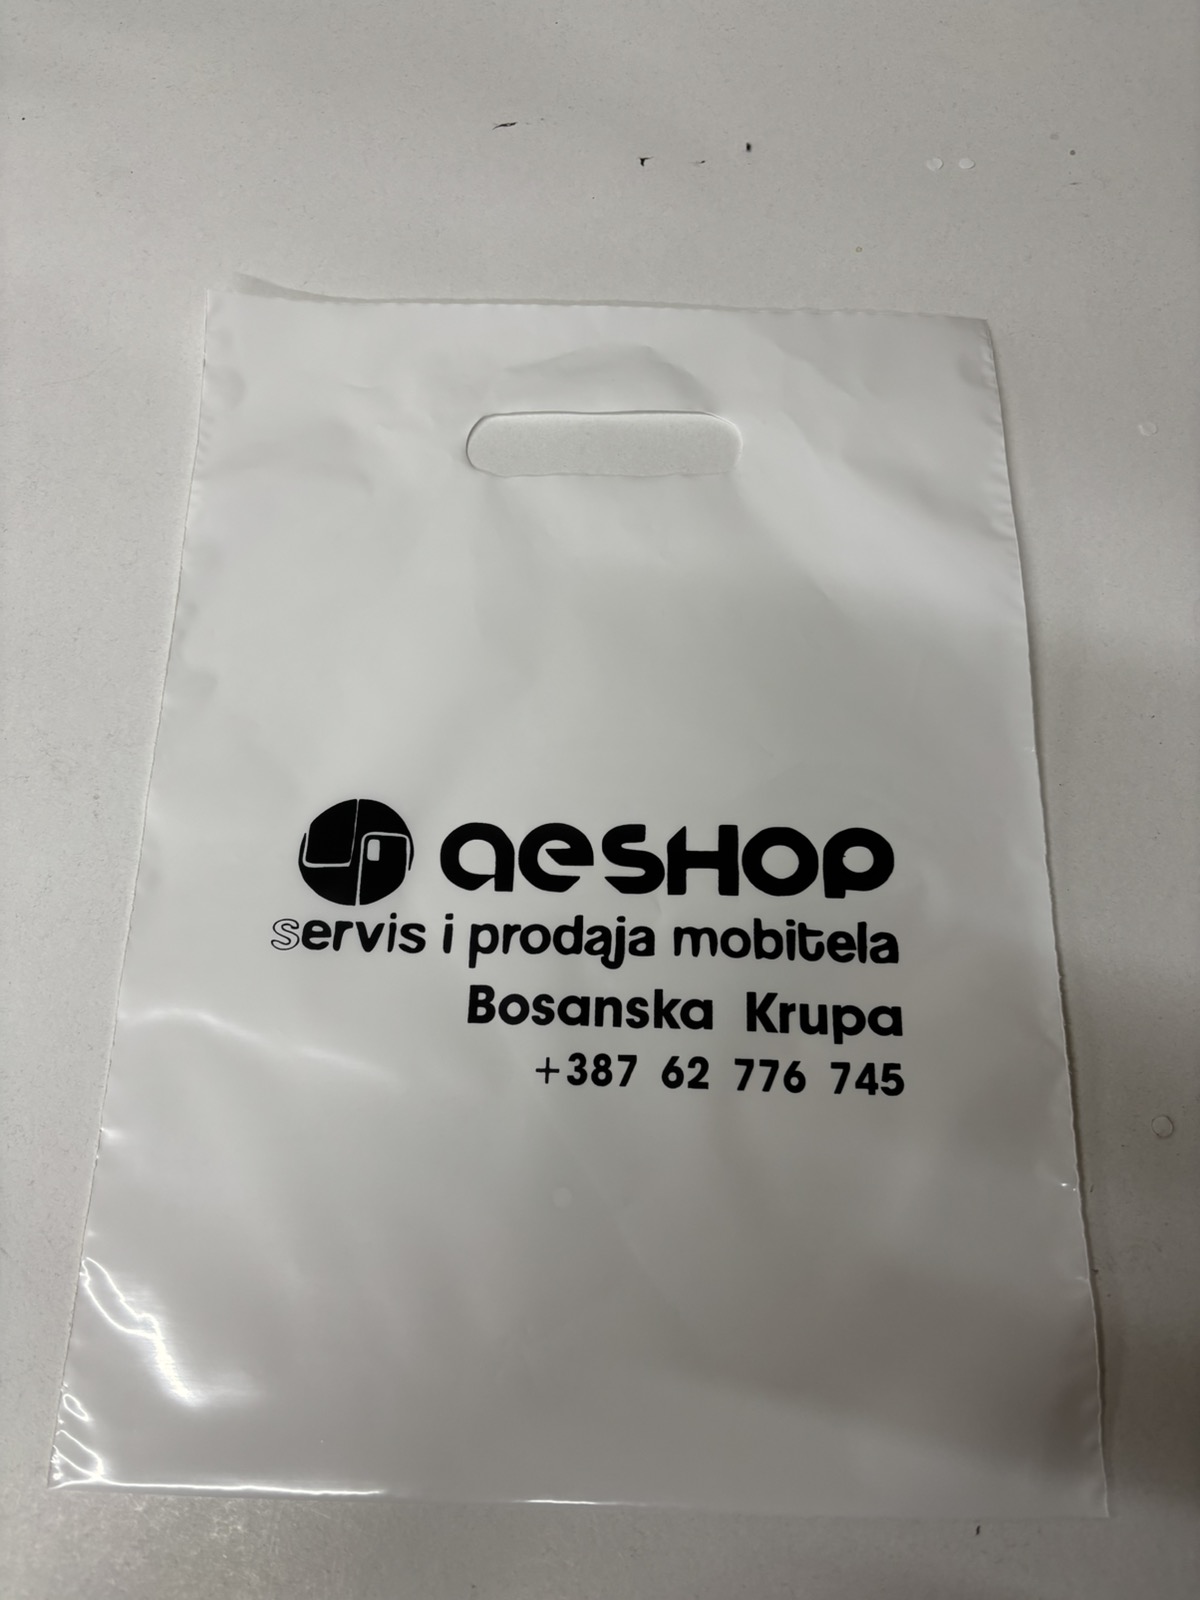 aesHOP
servis i prodaja mobitela
Bosanska Krupa
+387 62 776 745